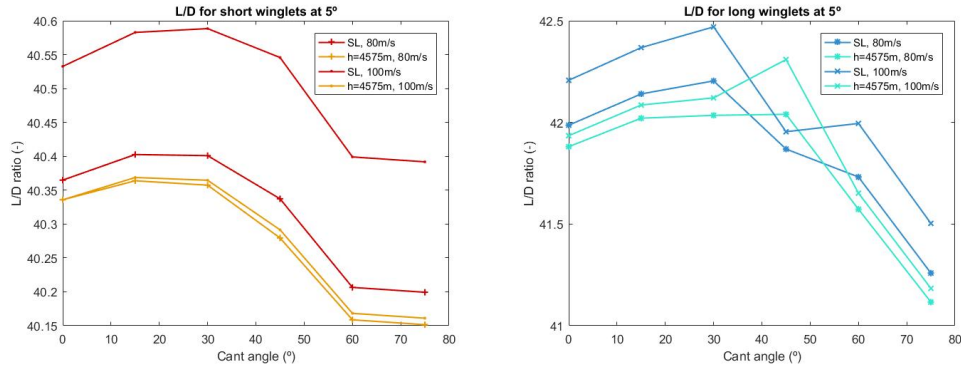 L/D for short winglets at 5º
40.6
40.55
40.5
40.45
40.4
40.35
40.3
40.25
40.2
40.15
L/D ratio (-)
SL, 80m/s
h=4575m, 80m/s
SL, 100m/s
h=4575m, 100m/s
0 10 20 30 40 50 60 70 80
Cant angle (º)
L/D for long winglets at 5º
42.5
42
41.5
41
L/D ratio (-)
SL, 80m/s
h=4575m, 80m/s
SL, 100m/s
h=4575m, 100m/s
0 10 20 30 40 50 60 70 80
Cant angle (º)